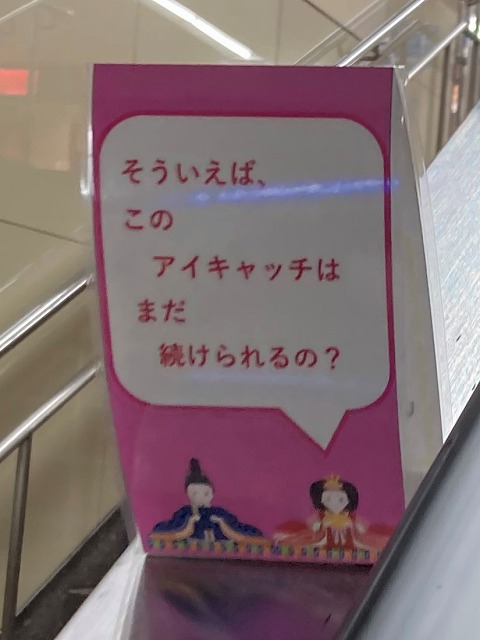 そういえば、
この
アイキャッチは
まだ
続けられるの？